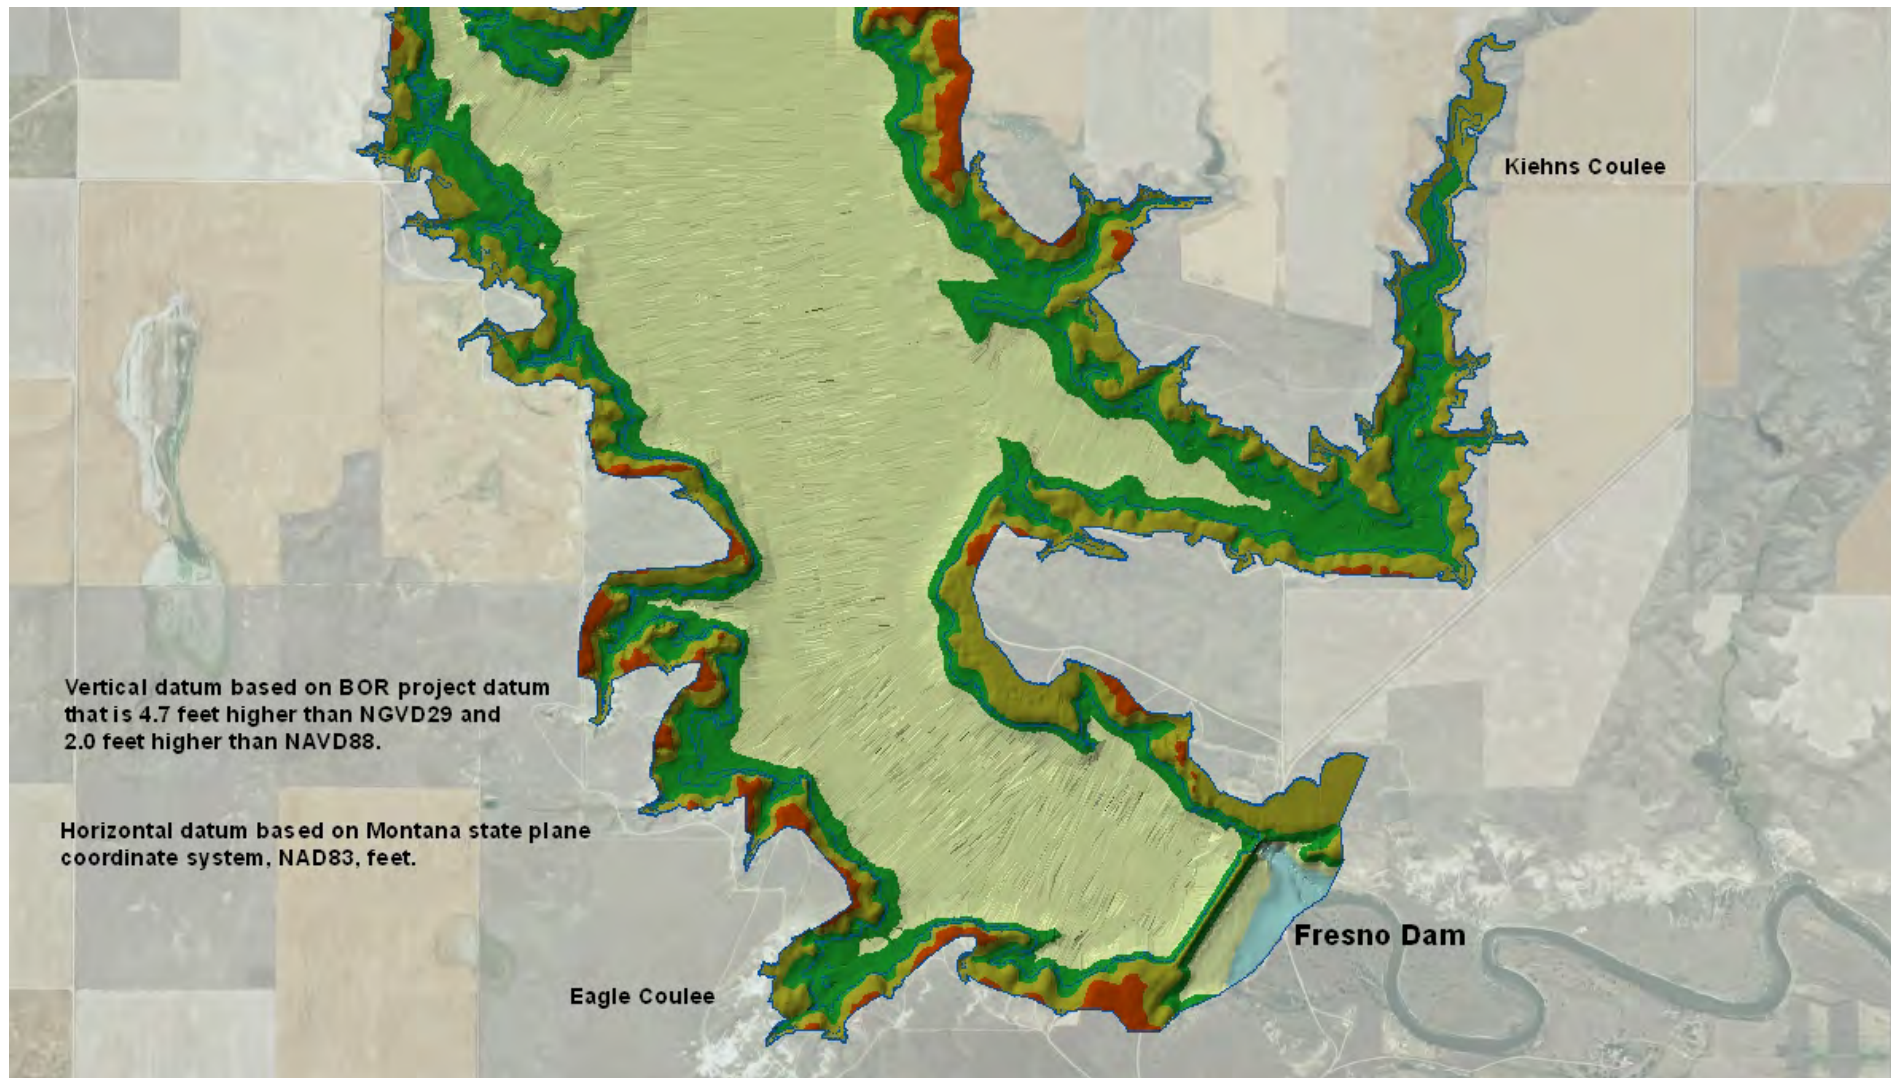 Kiehns Coulee
Vertical datum based on BOR project datum
that is 4.7 feet higher than NGVD29 and
2.0 feet higher than NAVD88.
Horizontal datum based on Montana state plane
coordinate system, NAD83, feet.
Fresno Dam
Eagle Coulee